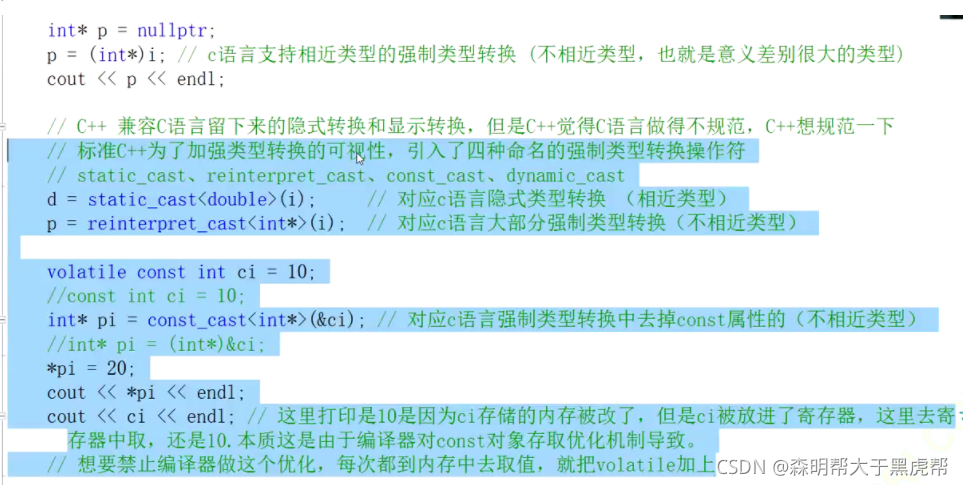 int* p = nullptr;
p = (int*)i; // c语言支持相近类型的强制类型转换 (不相近类型，也就是意义差别很大的类型)
cout << p << endl;
// C++ 兼容C语言留下来的隐式转换和显示转换，但是C++觉得C语言做得不规范，C++想规范一下
// 标准C++为了加强类型转换的可视性，引入了四种命名的强制类型转换操作符
// static_cast、reinterpret_cast、const_cast、dynamic_cast
d = static_cast<double>(i); // 对应c语言隐式类型转换 （相近类型）
p = reinterpret_cast<int*>(i); // 对应c语言大部分强制类型转换（不相近类型）
volatile const int ci = 10;
//const int ci = 10;
int* pi = const_cast<int*>(&ci); // 对应c语言强制类型转换中去掉const属性的（不相近类型）
//int* pi = (int*)&ci;
*pi = 20;
cout << *pi << endl;
cout << ci << endl; // 这里打印是10是因为ci存储的内存被改了，但是ci被放进了寄存器，这里去寄
存器中取，还是10.本质这是由于编译器对const对象存取优化机制导致。
// 想要禁止编译器做这个优化，每次都到内存中去取值，就把volatile加上
CSDN @森明帮大于黑虎帮